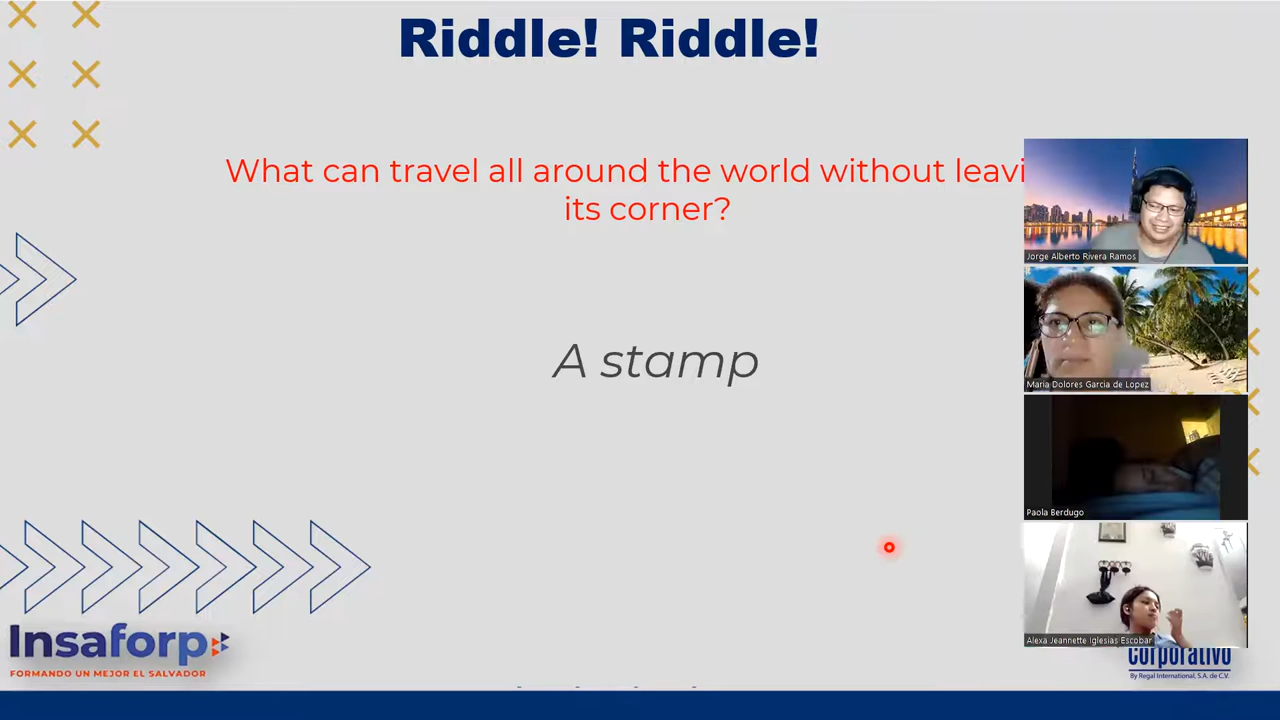 Riddle! Riddle!
What can travel all around the world without leavi
its corner?
A stamp
Jorge Alberto Rivera Ramos
Maria Dolores Garcia de Lopez
Paola Berdugo
Alexa Jeannette Iglesias Escobar
Insaforp
FORMANDO UN MEJOR EL SALVADOR
Corporativo
By Regal International, S.A. de C.V.